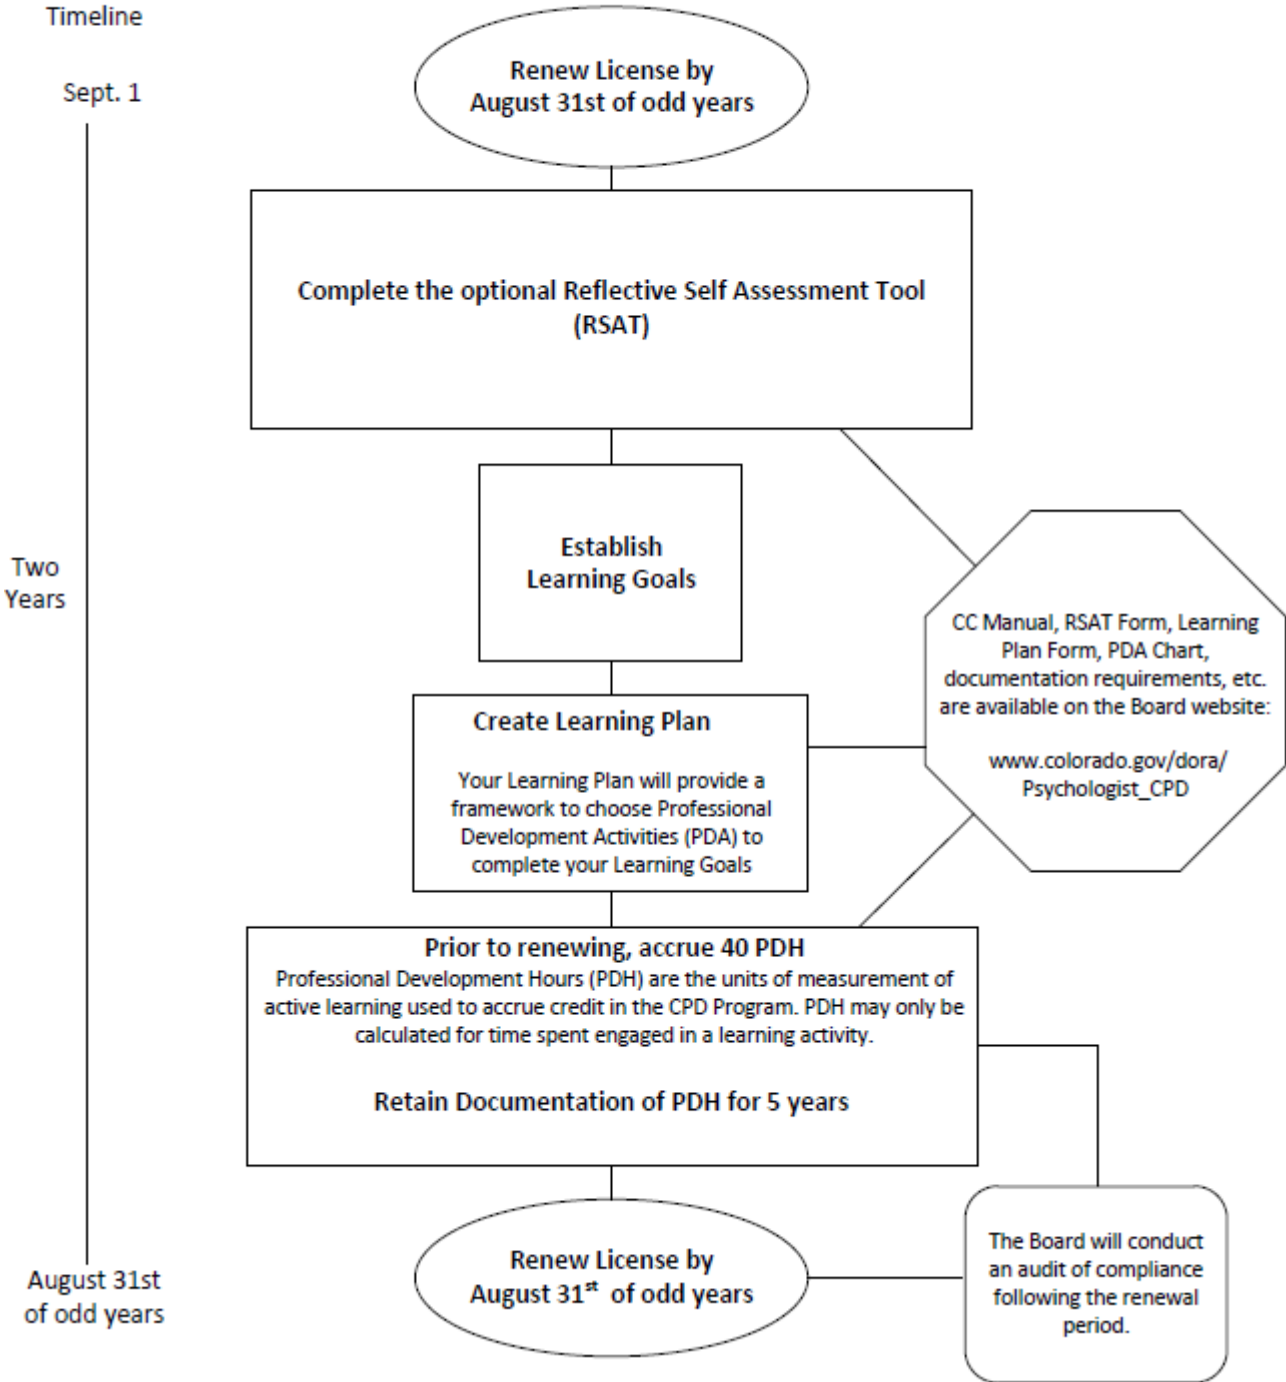 Timeline
Sept. 1
Renew License by
August 31st of odd years
Complete the optional Reflective Self Assessment Tool
(RSAT)
Establish
Learning Goals
Two
Years
CC Manual, RSAT Form, Learning
Plan Form, PDA Chart,
documentation requirements, etc.
are available on the Board website:
www.colorado.gov/dora/
Psychologist_CPD
Create Learning Plan
Your Learning Plan will provide a
framework to choose Professional
Development Activities (PDA) to
complete your Learning Goals
Prior to renewing, accrue 40 PDH
Professional Development Hours (PDH) are the units of measurement of
active learning used to accrue credit in the CPD Program. PDH may only be
calculated for time spent engaged in a learning activity.
Retain Documentation of PDH for 5 years
Renew License by
August 31st of odd years
The Board will conduct
an audit of compliance
following the renewal
period.
August 31st
of odd years